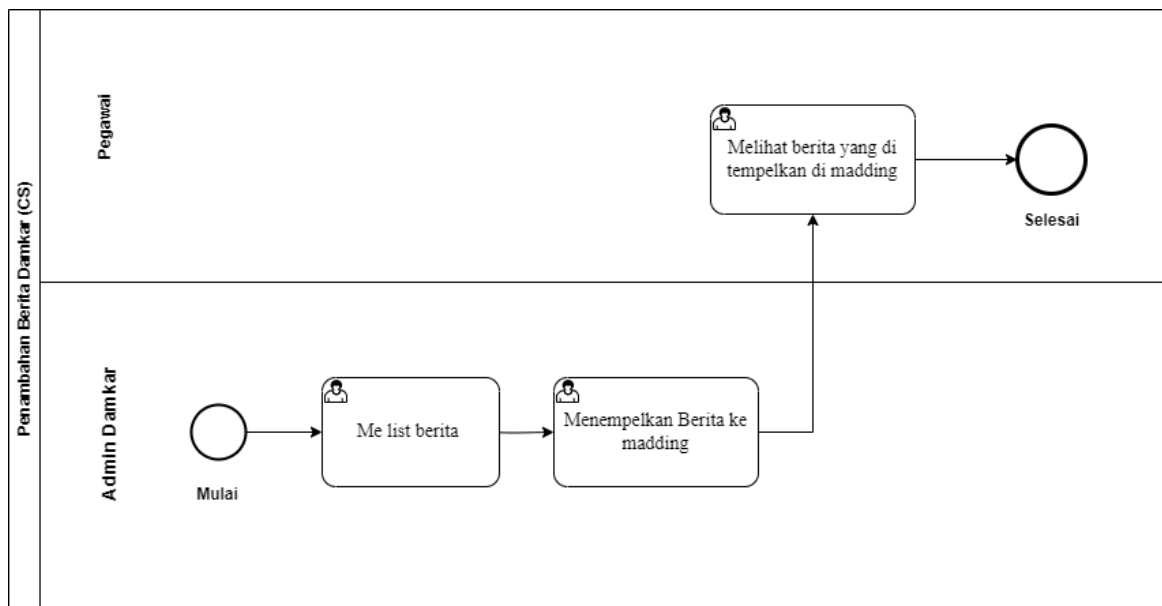 Penambahan Berita Damkar (CS)
Pegawai
Melihat berita yang di
tempelkan di madding
Selesai
Admin Damkar
Mulai
Me list berita
Menempelkan Berita ke
madding